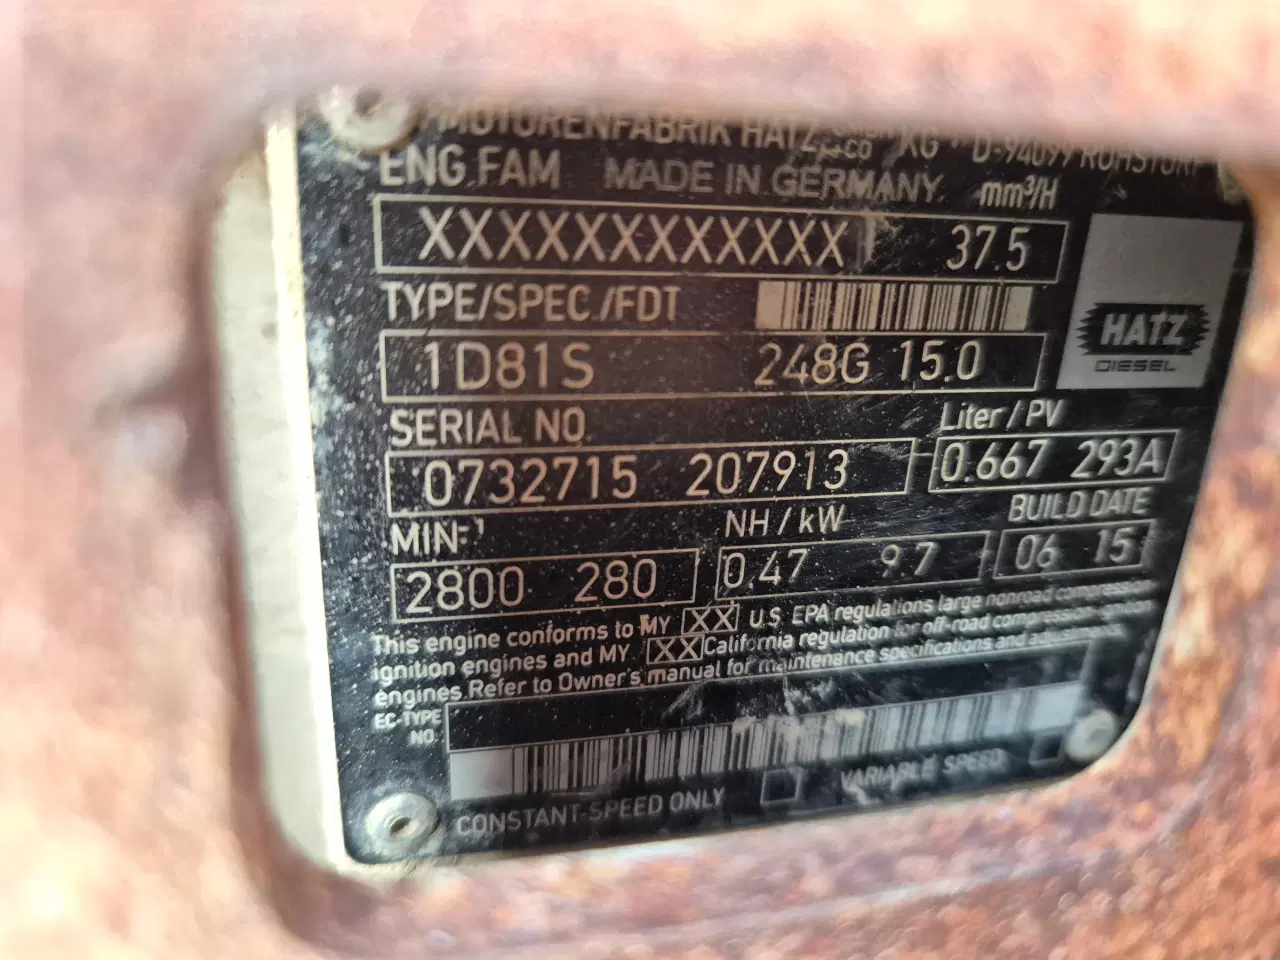 MOTORENFABRIK HATZ GMBH +CO KG · D-94099 RUHSTORF
ENG.FAM MADE IN GERMANY. mm³/H
XXXXXXXXXXXX 37.5
TYPE/SPEC./FDT
1D81S 248G 15.0
HATZ
DIESEL
SERIAL NO. Liter/PV
0732715 207913 0.667 293A
MIN-¹ NH/kW BUILD DATE
2800 280 0.47 9.7 06 15
This engine conforms to MY XX U.S. EPA regulations large nonroad compression
ignition engines and MY XX California regulation for off-road compression-ignition
engines.Refer to Owner's manual for maintenance specifications and adjustments.
EC-TYPE
NO.
CONSTANT-SPEED ONLY VARIABLE SPEED